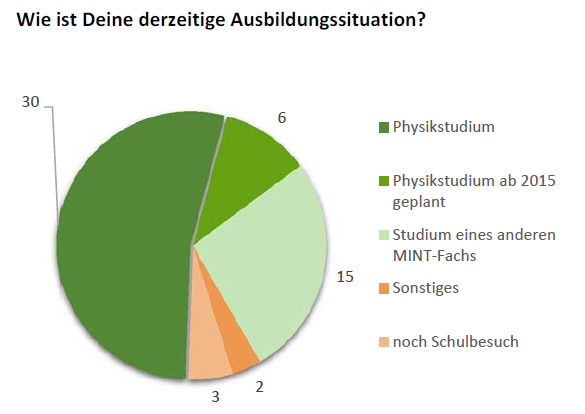 Wie ist Deine derzeitige Ausbildungssituation?
30
6
15
2
3
Physikstudium
Physikstudium ab 2015
geplant
Studium eines anderen
MINT-Fachs
Sonstiges
noch Schulbesuch